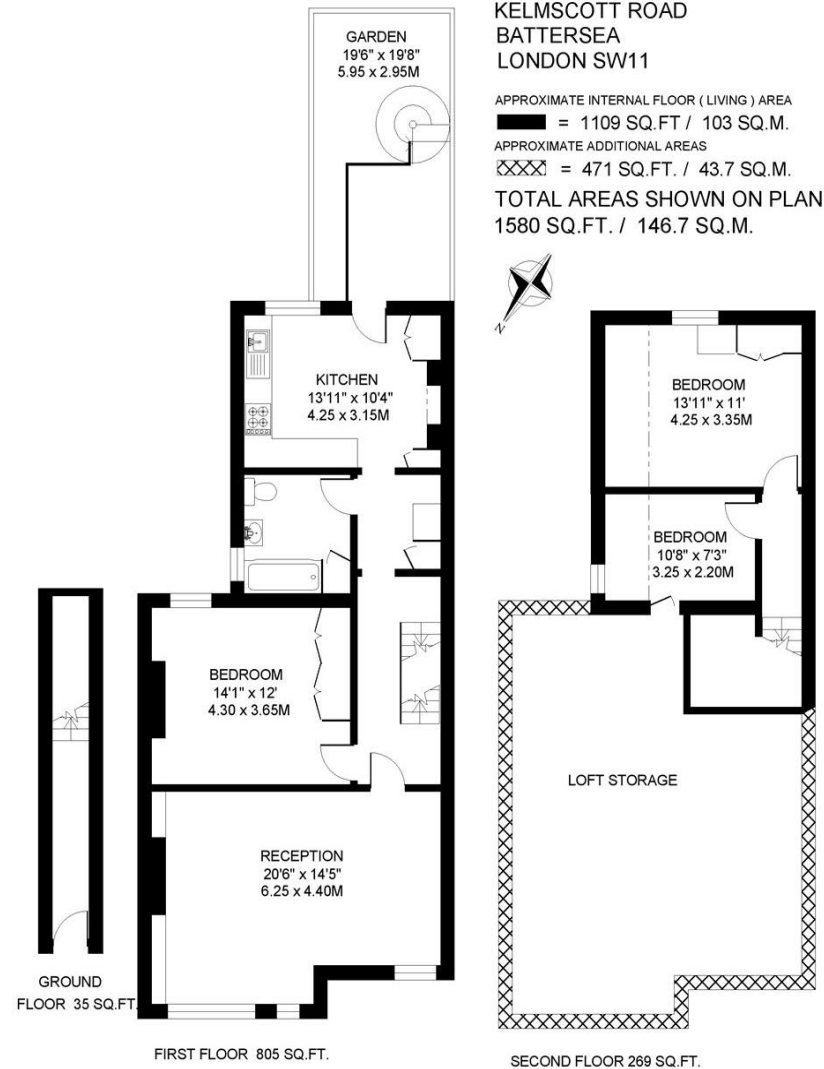 KELMSCOTT ROAD
BATTERSEA
LONDON SW11
APPROXIMATE INTERNAL FLOOR ( LIVING ) AREA
= 1109 SQ.FT / 103 SQ.M.
APPROXIMATE ADDITIONAL AREAS
= 471 SQ.FT. / 43.7 SQ.M.
TOTAL AREAS SHOWN ON PLAN
1580 SQ.FT. / 146.7 SQ.M.
N
GARDEN
19'6" x 19'8"
5.95 x 2.95M
KITCHEN
13'11" x 10'4"
4.25 x 3.15M
BEDROOM
14'1" x 12'
4.30 x 3.65M
RECEPTION
20'6" x 14'5"
6.25 x 4.40M
BEDROOM
13'11" x 11'
4.25 x 3.35M
BEDROOM
10'8" x 7'3"
3.25 x 2.20M
LOFT STORAGE
GROUND
FLOOR 35 SQ.FT.
FIRST FLOOR 805 SQ.FT.
SECOND FLOOR 269 SQ.FT.